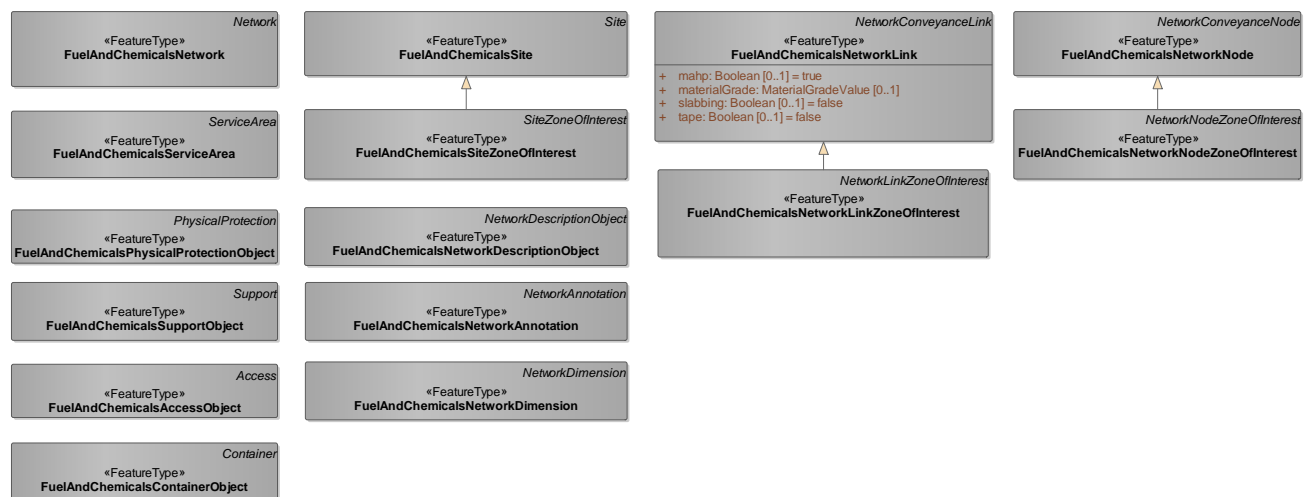 Network
«FeatureType»
FuelAndChemicalsNetwork
ServiceArea
«FeatureType»
FuelAndChemicalsServiceArea
PhysicalProtection
«FeatureType»
FuelAndChemicalsPhysicalProtectionObject
Support
«FeatureType»
FuelAndChemicalsSupportObject
Access
«FeatureType»
FuelAndChemicalsAccessObject
Container
«FeatureType»
FuelAndChemicalsContainerObject
Site
«FeatureType»
FuelAndChemicalsSite
SiteZoneOfInterest
«FeatureType»
FuelAndChemicalsSiteZoneOfInterest
NetworkDescriptionObject
«FeatureType»
FuelAndChemicalsNetworkDescriptionObject
NetworkAnnotation
«FeatureType»
FuelAndChemicalsNetworkAnnotation
NetworkDimension
«FeatureType»
FuelAndChemicalsNetworkDimension
NetworkConveyanceLink
«FeatureType»
FuelAndChemicalsNetworkLink
+ mahp: Boolean [0..1] = true
+ materialGrade: MaterialGradeValue [0..1]
+ slabbing: Boolean [0..1] = false
+ tape: Boolean [0..1] = false
NetworkLinkZoneOfInterest
«FeatureType»
FuelAndChemicalsNetworkLinkZoneOfInterest
NetworkConveyanceNode
«FeatureType»
FuelAndChemicalsNetworkNode
NetworkNodeZoneOfInterest
«FeatureType»
FuelAndChemicalsNetworkNodeZoneOfInterest